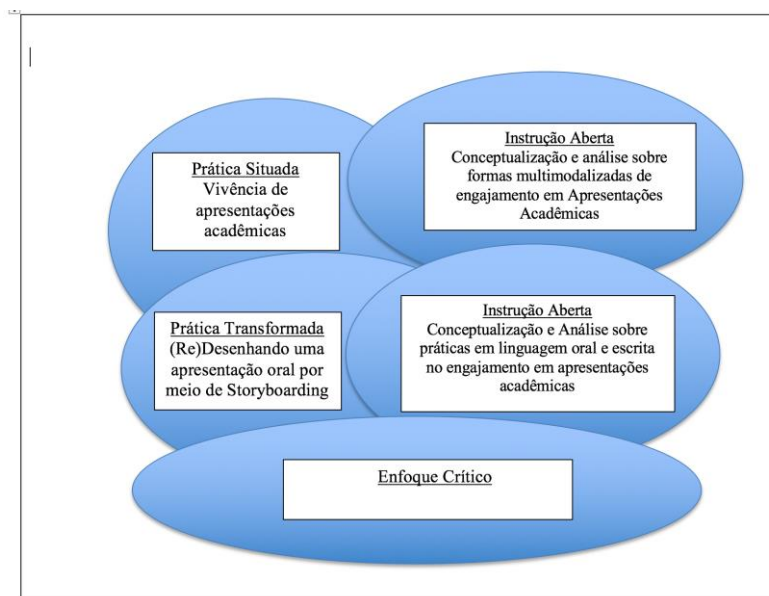 Prática Situada
Vivência de
apresentações
acadêmicas
Instrução Aberta
Conceptualização e análise sobre
formas multimodalizadas de
engajamento em Apresentações
Acadêmicas
Prática Transformada
(Re)Desenhando uma
apresentação oral por
meio de Storyboarding
Instrução Aberta
Conceptualização e Análise sobre
práticas em linguagem oral e escrita
no engajamento em apresentações
acadêmicas
Enfoque Crítico